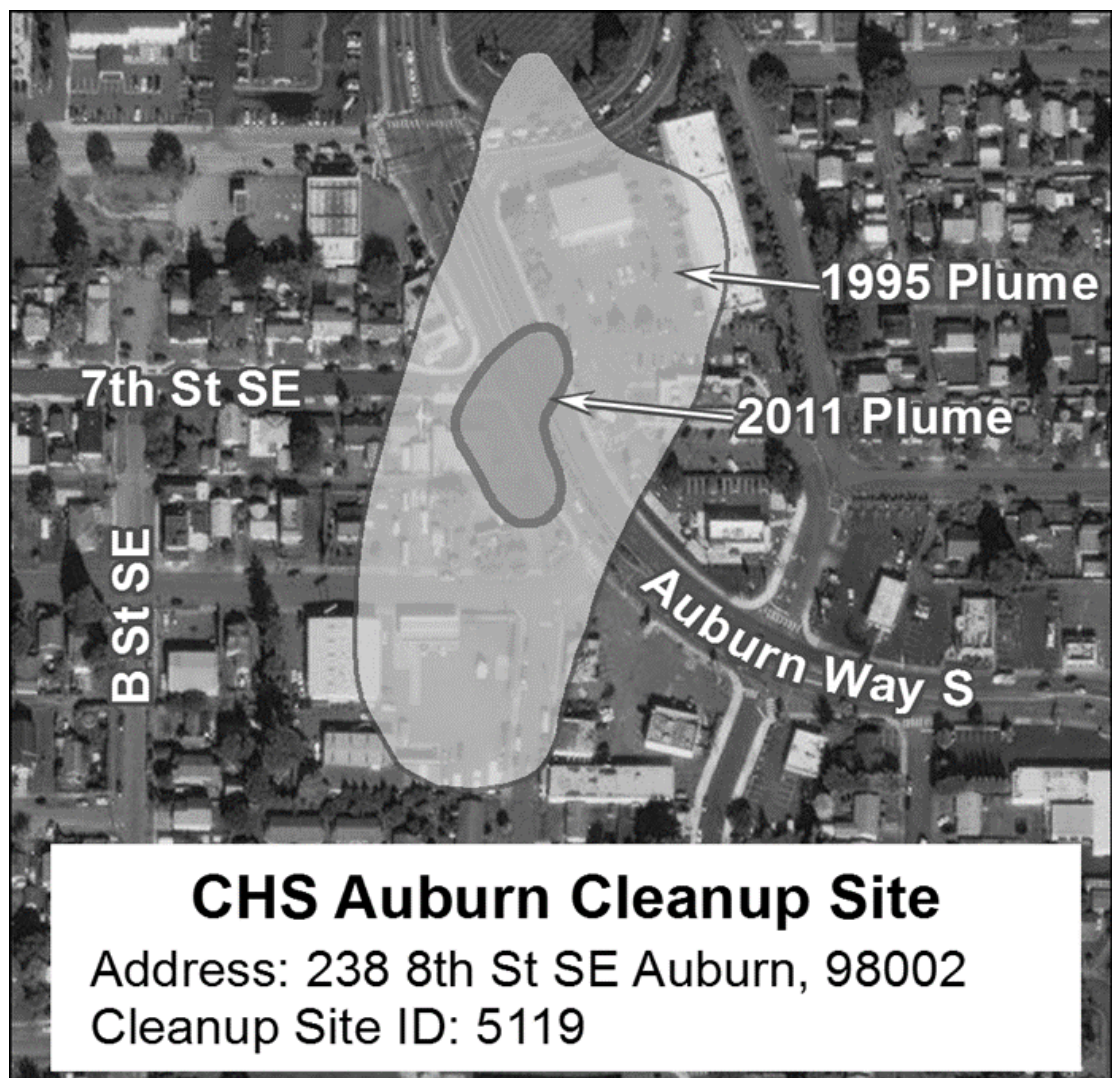 1995 Plume
7th St SE
2011 Plume
B St SE
Auburn Way S
CHS Auburn Cleanup Site
Address: 238 8th St SE Auburn, 98002
Cleanup Site ID: 5119